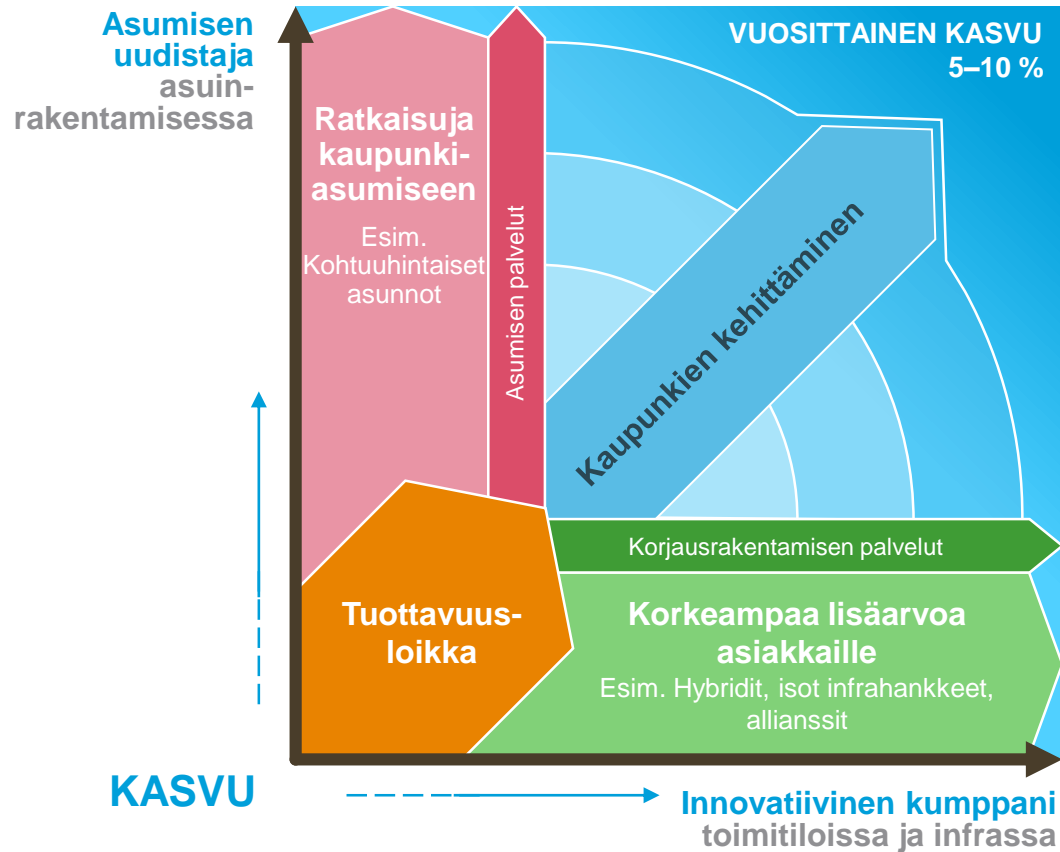 Asumisen
uudistaja
asuin-
rakentamisessa
VUOSITTAINEN KASVU
5–10 %
Ratkaisuja
kaupunki-
asumiseen
Esim.
Kohtuuhintaiset
asunnot
Asumisen palvelut
Kaupunkien kehittäminen
Korjausrakentamisen palvelut
Tuottavuus-
loikka
Korkeampaa lisäarvoa
asiakkaille
Esim. Hybridit, isot infrahankkeet,
allianssit
KASVU
Innovatiivinen kumppani
toimitiloissa ja infrassa